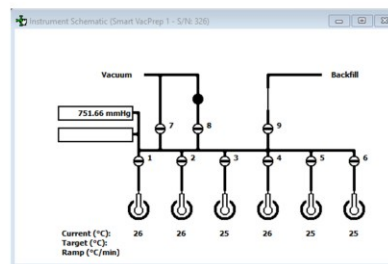 Instrument Schematic (Smart VacPrep 1 - S/N: 326)
Vacuum Backfill
751.66 mmHg
7 8 9
1 2 3 4 5 6
Current (°C): 26 26 25 26 25 25
Target (°C):
Ramp (°C/min)